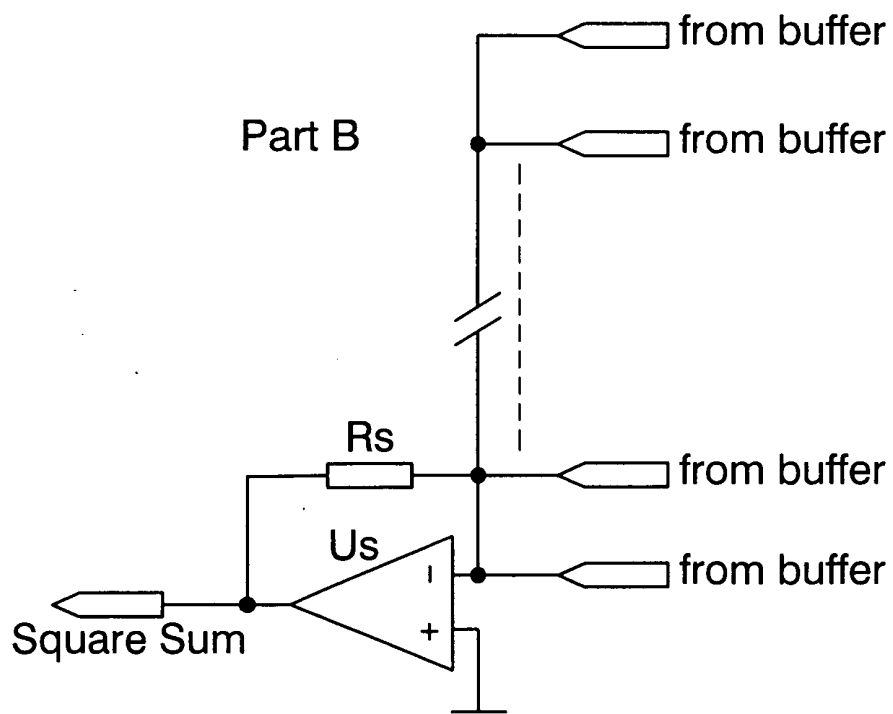 from buffer
Part B
from buffer
Rs
from buffer
Us
from buffer
-
+
Square Sum